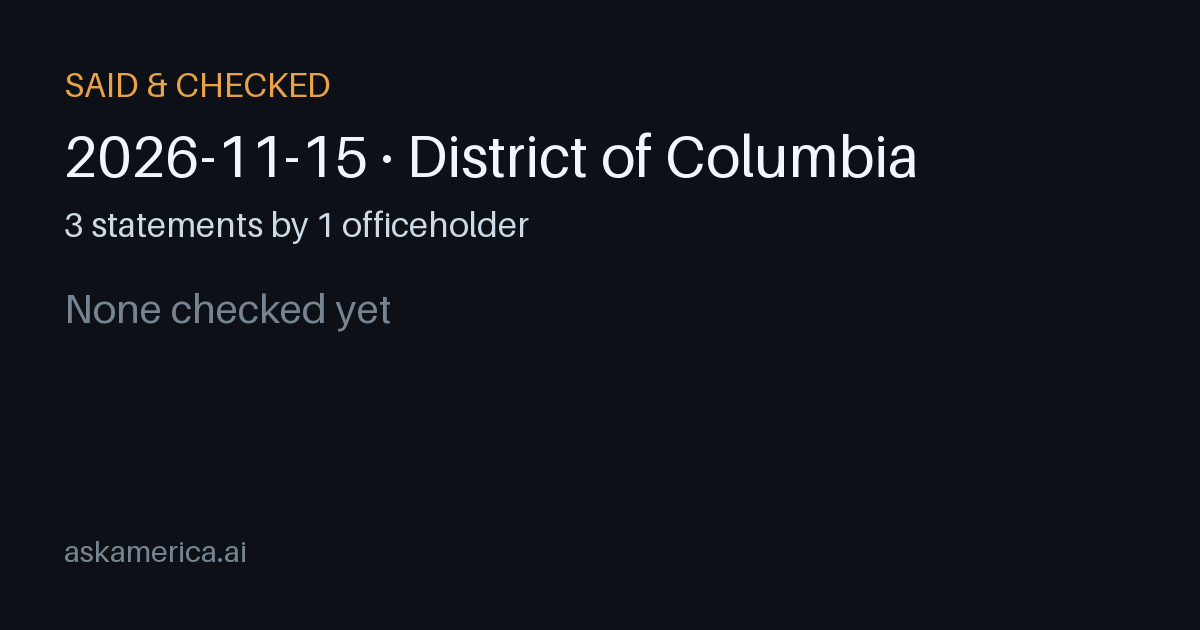 SAID & CHECKED
2026-11-15 · District of Columbia
3 statements by 1 officeholder
None checked yet
askamerica.ai